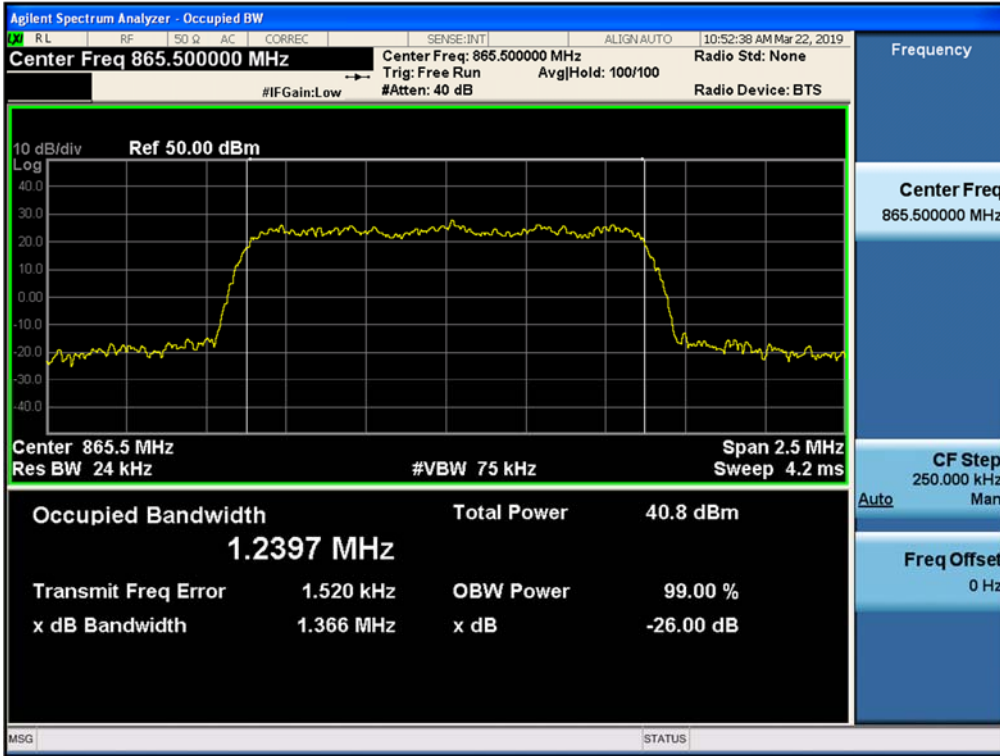 Agilent Spectrum Analyzer - Occupied BW
LXI RL RF 50 Ω AC CORREC SENSE:INT ALIGN AUTO 10:52:38 AM Mar 22, 2019
Center Freq 865.500000 MHz Center Freq: 865.500000 MHz Radio Std: None
Trig: Free Run Avg|Hold: 100/100
#IFGain:Low #Atten: 40 dB Radio Device: BTS
10 dB/div Ref 50.00 dBm
Log
40.0
30.0
20.0
10.0
0.00
-10.0
-20.0
-30.0
-40.0
Center 865.5 MHz Span 2.5 MHz
Res BW 24 kHz #VBW 75 kHz Sweep 4.2 ms
Occupied Bandwidth Total Power 40.8 dBm
1.2397 MHz
Transmit Freq Error 1.520 kHz OBW Power 99.00 %
x dB Bandwidth 1.366 MHz x dB -26.00 dB
MSG STATUS
Frequency
Center Freq
865.500000 MHz
CF Step
250.000 kHz
Auto Man
Freq Offset
0 Hz